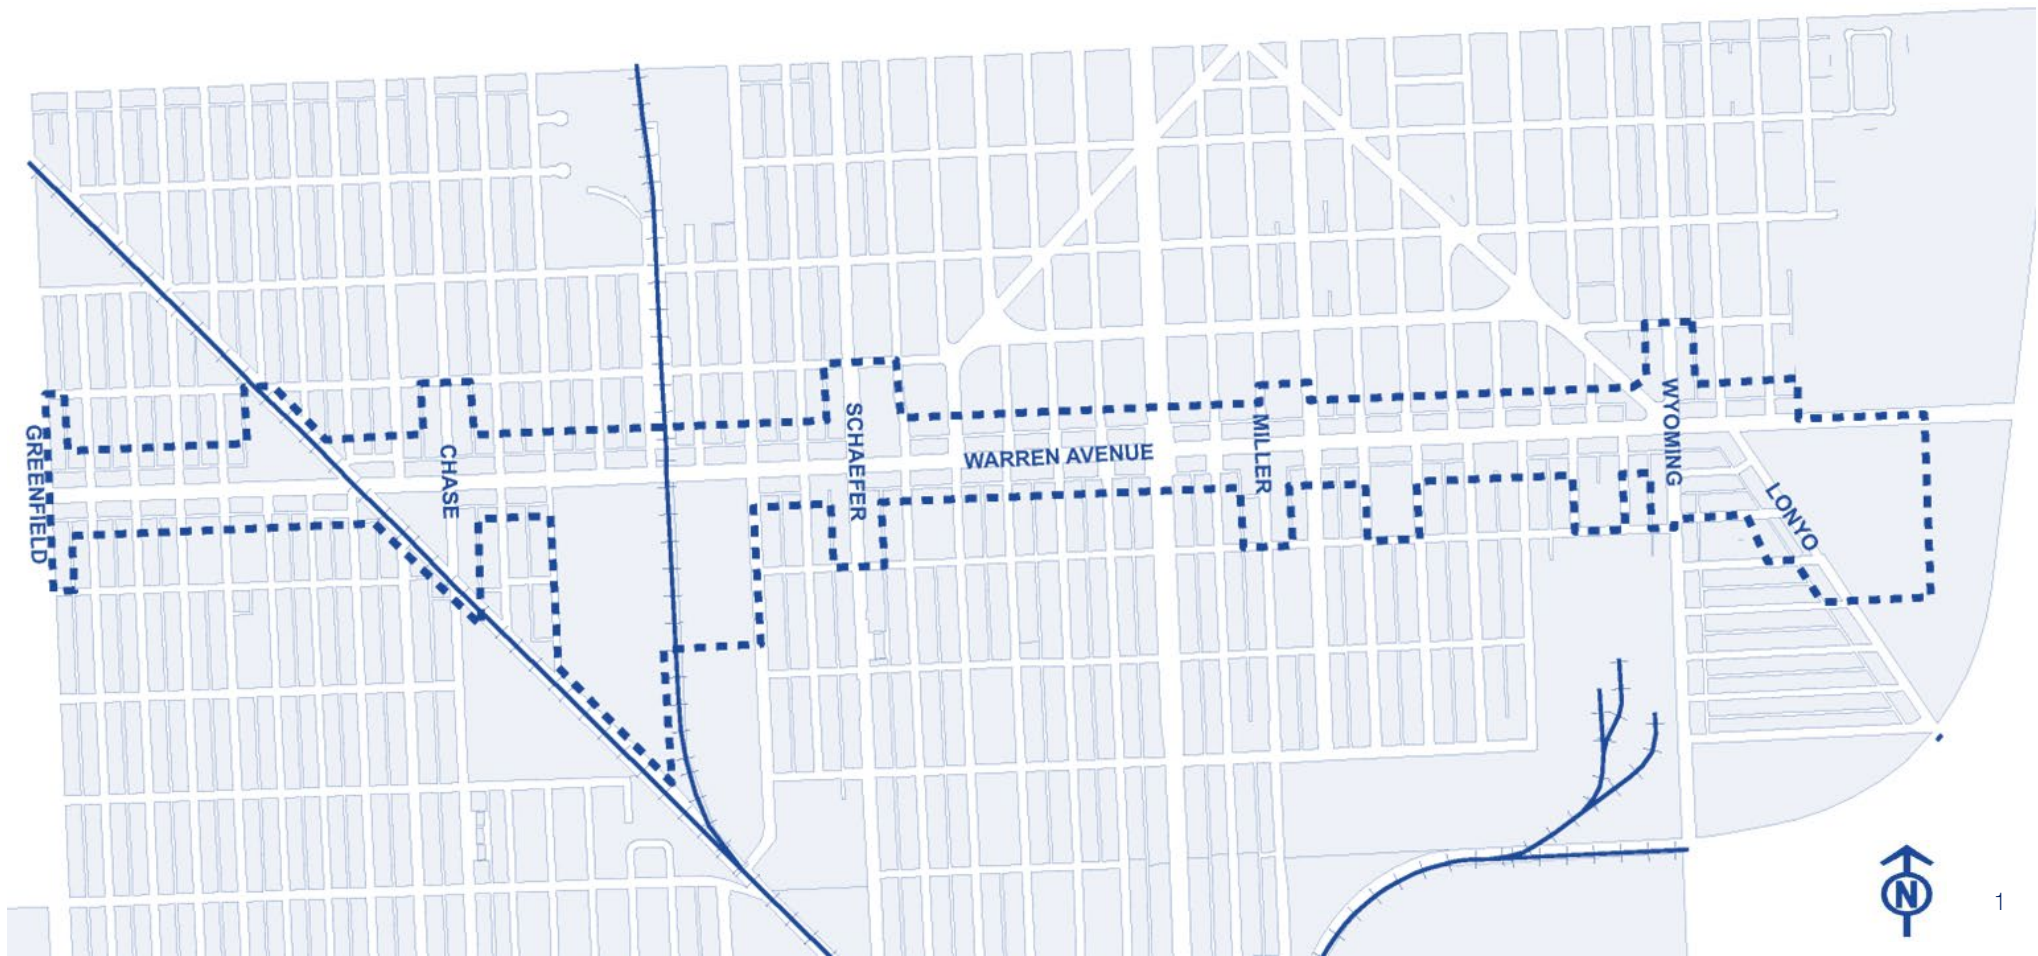 GREENFIELD
CHASE
SCHAEFER
WARREN AVENUE
MILLER
WYOMING
LONYO
N
1